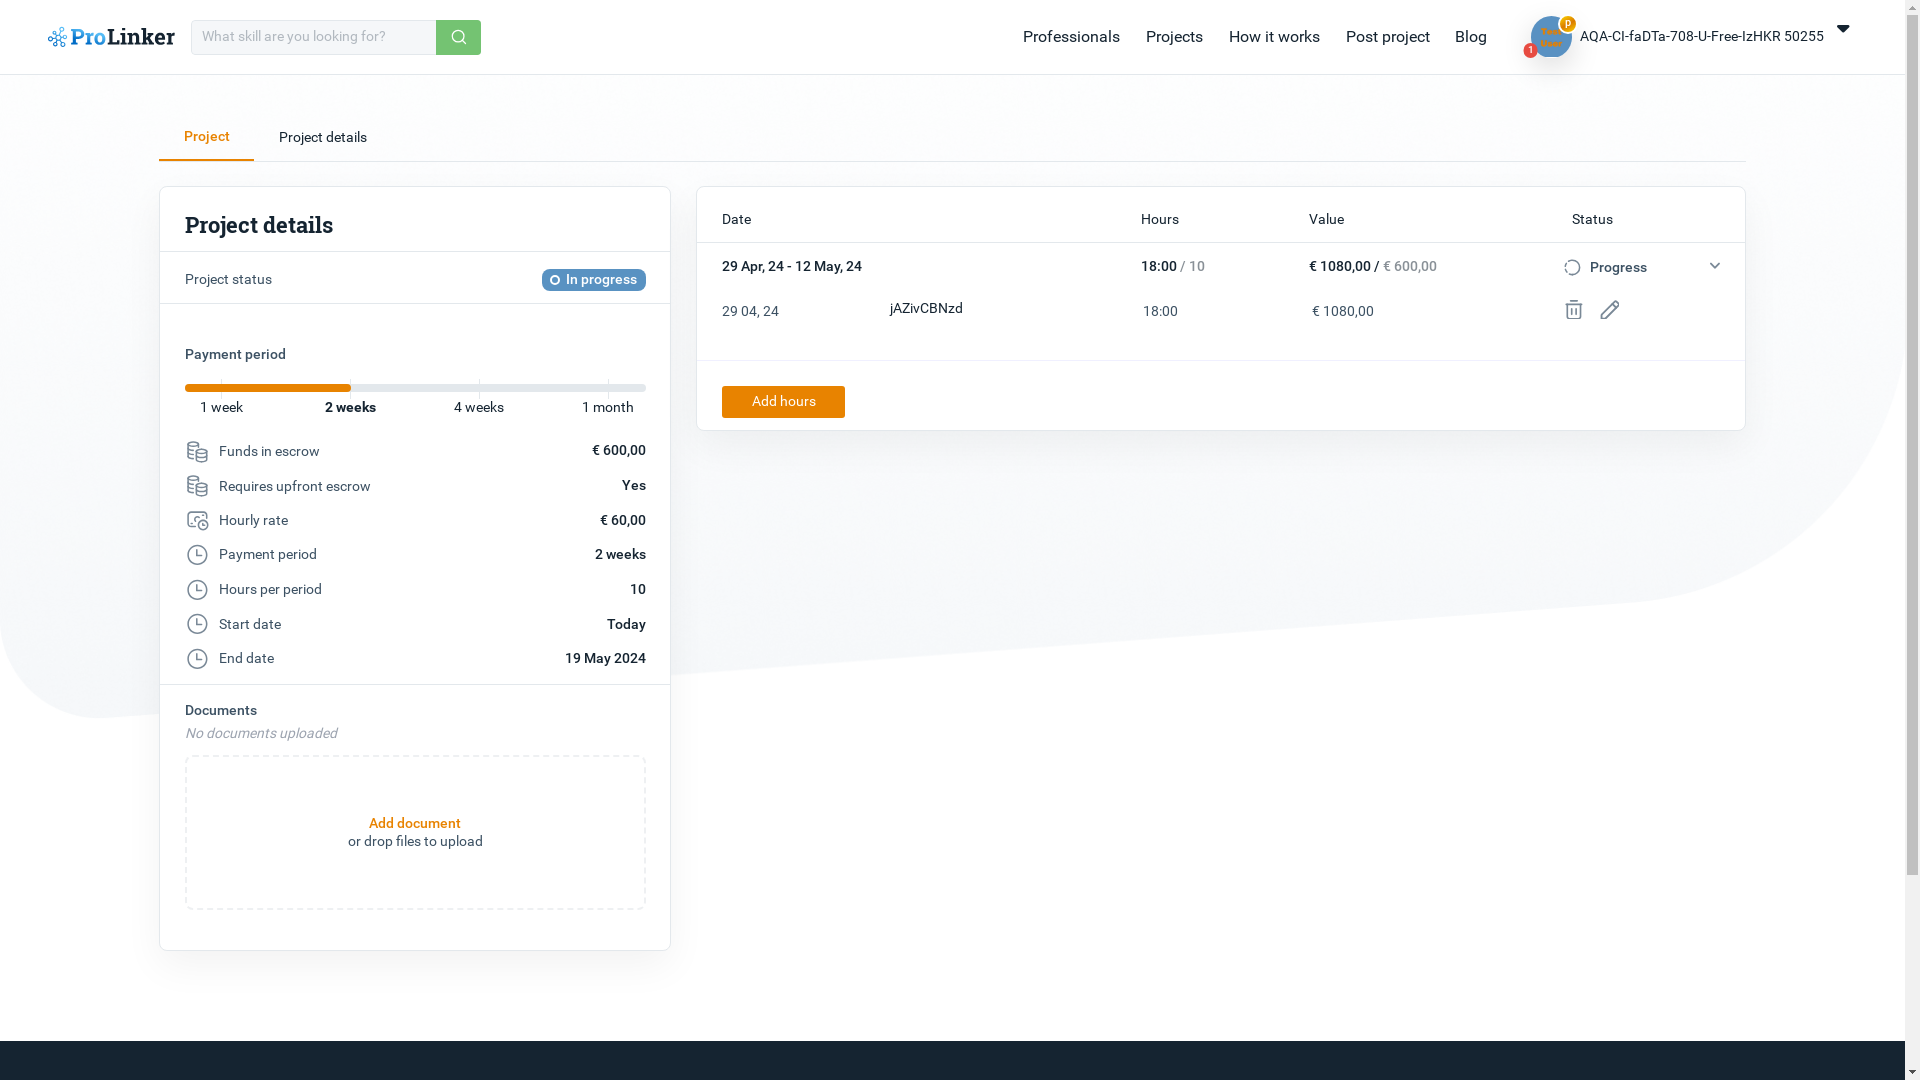 ProLinker
What skill are you looking for?
Professionals
Projects
How it works
Post project
Blog
p
Test
User
1
AQA-CI-faDTa-708-U-Free-IzHKR 50255
Project
Project details
Project details
Project status
In progress
Payment period
1 week
2 weeks
4 weeks
1 month
Funds in escrow
€ 600,00
Requires upfront escrow
Yes
Hourly rate
€ 60,00
Payment period
2 weeks
Hours per period
10
Start date
Today
End date
19 May 2024
Documents
No documents uploaded
Add document
or drop files to upload
Date
Hours
Value
Status
29 Apr, 24 - 12 May, 24
18:00 / 10
€ 1080,00 / € 600,00
Progress
29 04, 24
jAZivCBNzd
18:00
€ 1080,00
Add hours